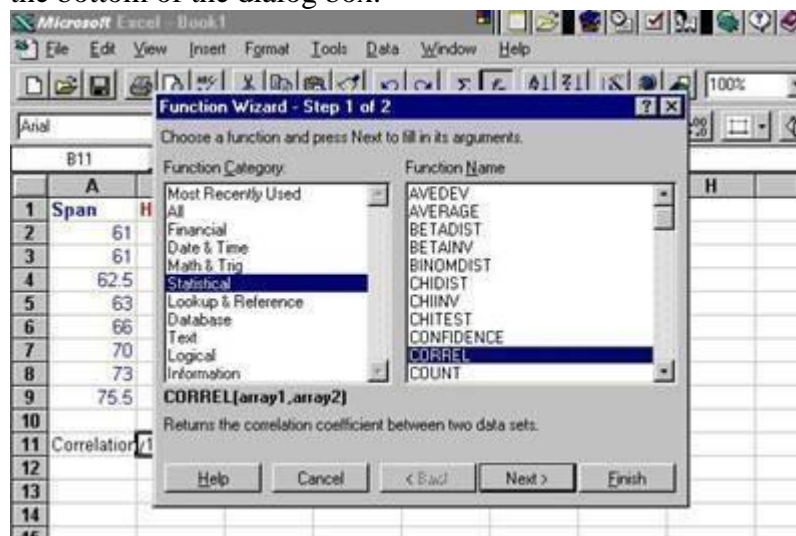 the bottom of the dialog box.
Microsoft Excel - Book1
File Edit View Insert Format Tools Data Window Help
100%
Arial
B11
A H
1 Span H
2 61
3 61
4 62.5
5 63
6 66
7 70
8 73
9 75.5
10
11 Correlation
12
13
14
15
Function Wizard - Step 1 of 2
Choose a function and press Next to fill in its arguments.
Function Category: Function Name
Most Recently Used
All
Financial
Date & Time
Math & Trig
Statistical
Lookup & Reference
Database
Text
Logical
Information
AVEDEV
AVERAGE
BETADIST
BETAINV
BINOMDIST
CHIDIST
CHIINV
CHITEST
CONFIDENCE
CORREL
COUNT
CORREL(array1,array2)
Returns the correlation coefficient between two data sets.
Help Cancel < Back Next > Finish